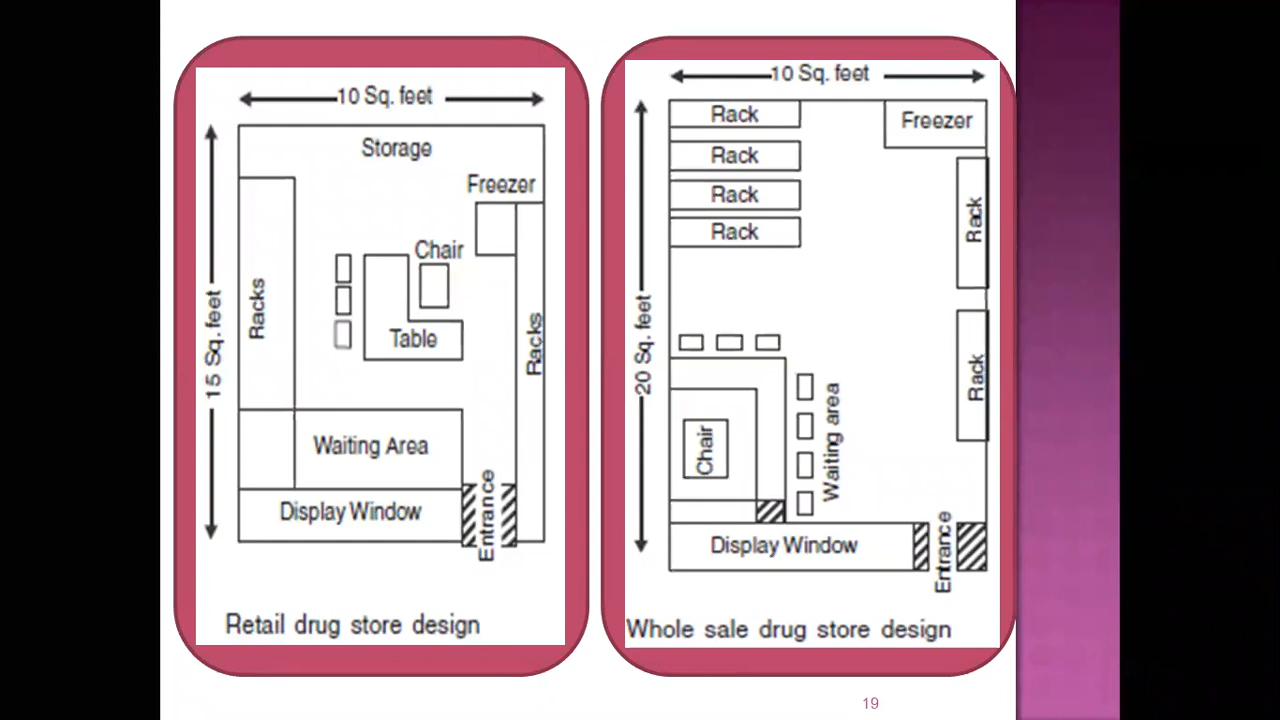 10 Sq. feet
Storage
Freezer
Chair
Racks
15 Sq. feet
Table
Racks
Waiting Area
Display Window
Entrance
Retail drug store design
10 Sq. feet
Rack
Freezer
Rack
Rack
Rack
Rack
20 Sq. feet
Rack
Chair
Waiting area
Display Window
Entrance
Whole sale drug store design
19